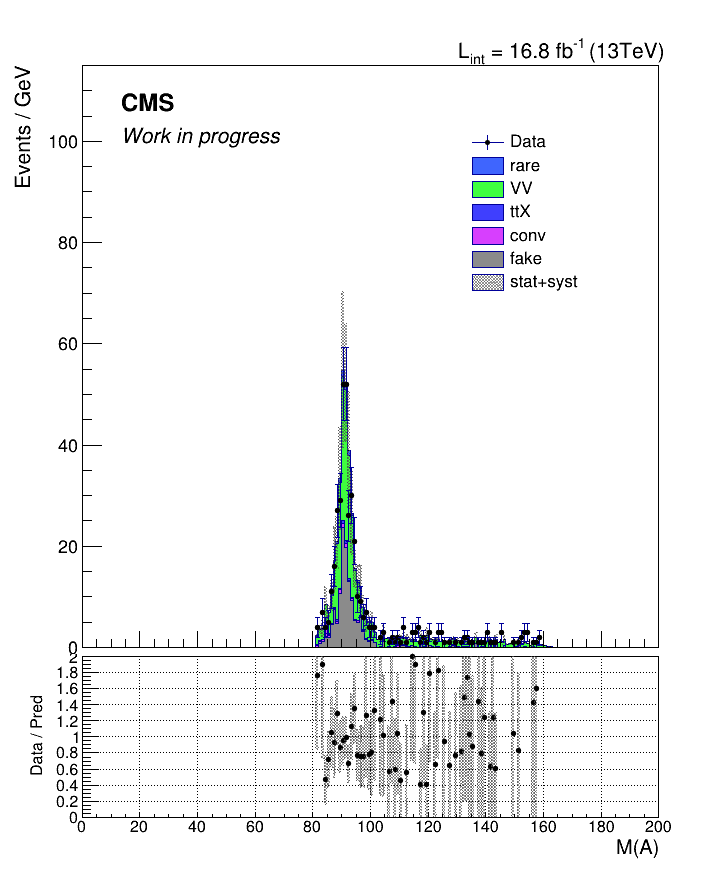 L_int = 16.8 fb^-1 (13TeV)
Events / GeV
CMS
Work in progress
Data
rare
VV
ttX
conv
fake
stat+syst
100
80
60
40
20
0
Data / Pred
2
1.8
1.6
1.4
1.2
1
0.8
0.6
0.4
0.2
0
0 20 40 60 80 100 120 140 160 180 200
M(A)